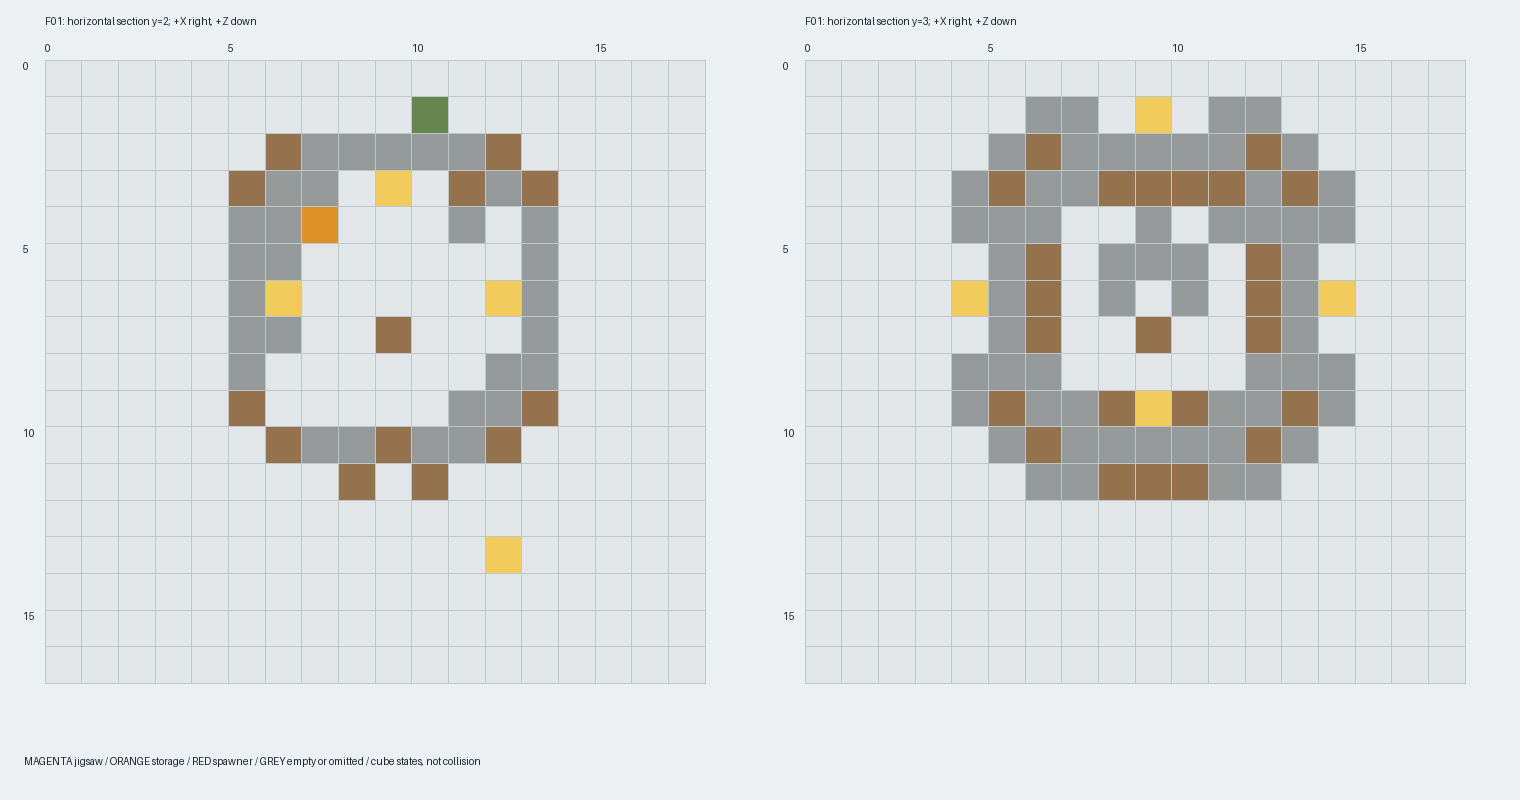 F01: horizontal section y=2; +X right, +Z down
F01: horizontal section y=3; +X right, +Z down
0 5 10 15
0 5 10 15
0
0
5
5
10
10
15
15
MAGENTA jigsaw / ORANGE storage / RED spawner / GREY empty or omitted / cube states, not collision